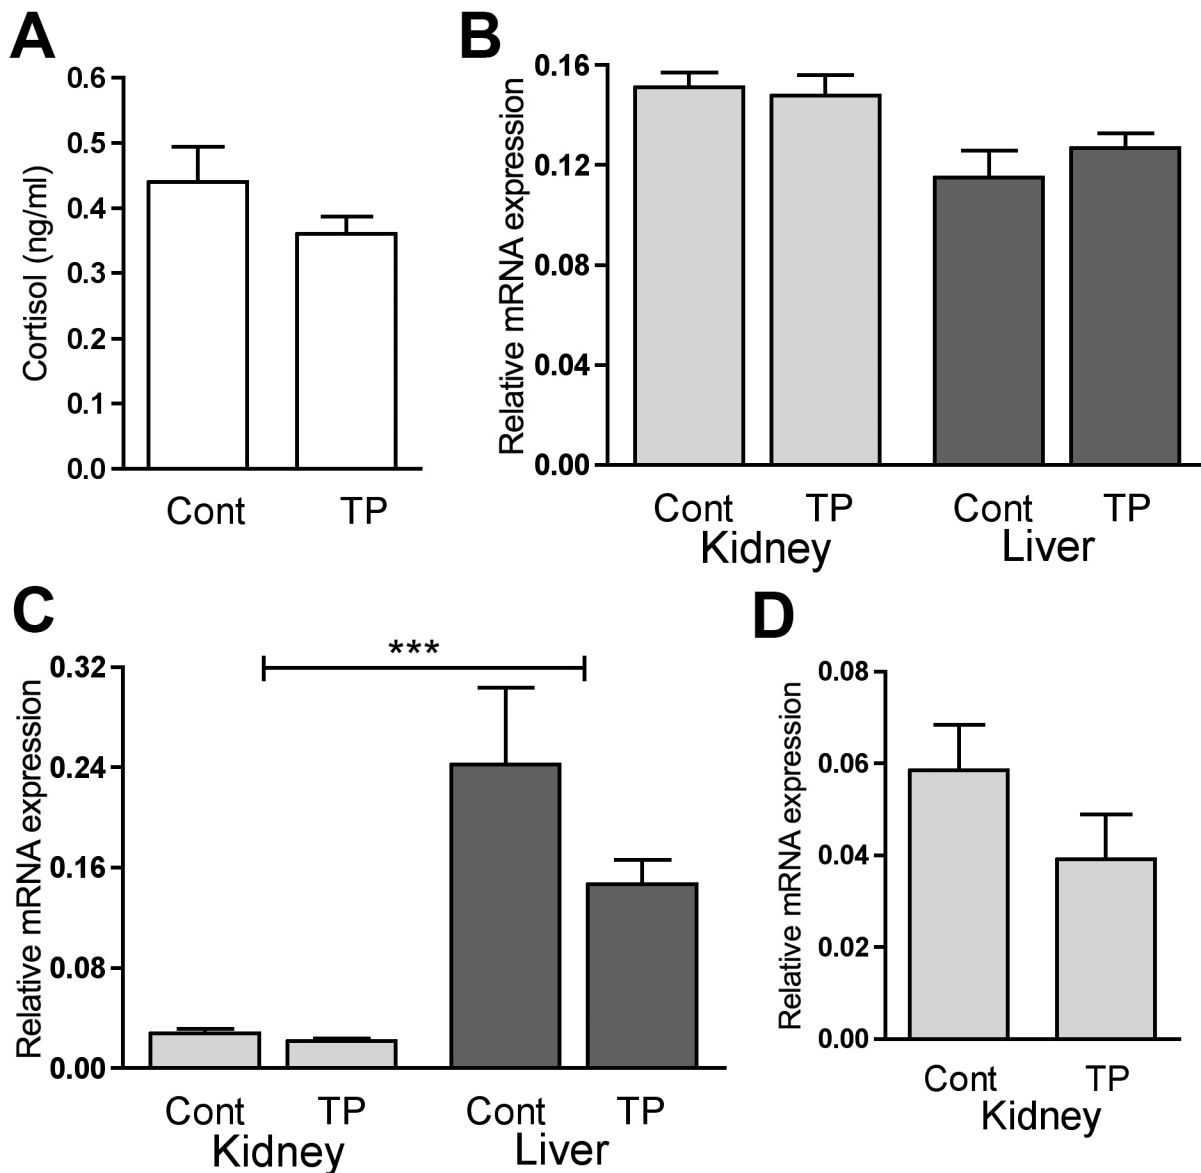 A
Cortisol (ng/ml)
0.6
0.5
0.4
0.3
0.2
0.1
0.0
Cont TP
B
Relative mRNA expression
0.16
0.12
0.08
0.04
0.00
Cont TP Cont TP
Kidney Liver
C
Relative mRNA expression
0.32
0.24
0.16
0.08
0.00
***
Cont TP Cont TP
Kidney Liver
D
Relative mRNA expression
0.08
0.06
0.04
0.02
0.00
Cont TP
Kidney